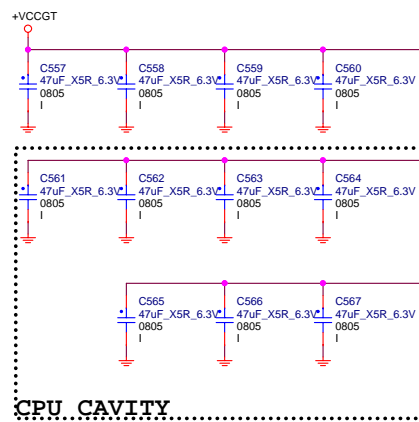 +VCCGT
C557 C558 C559 C560
47uF_X5R_6.3V 47uF_X5R_6.3V 47uF_X5R_6.3V 47uF_X5R_6.3V
0805 0805 0805 0805
I I I I
C561 C562 C563 C564
47uF_X5R_6.3V 47uF_X5R_6.3V 47uF_X5R_6.3V 47uF_X5R_6.3V
0805 0805 0805 0805
I I I I
C565 C566 C567
47uF_X5R_6.3V 47uF_X5R_6.3V 47uF_X5R_6.3V
0805 0805 0805
I I I
CPU CAVITY